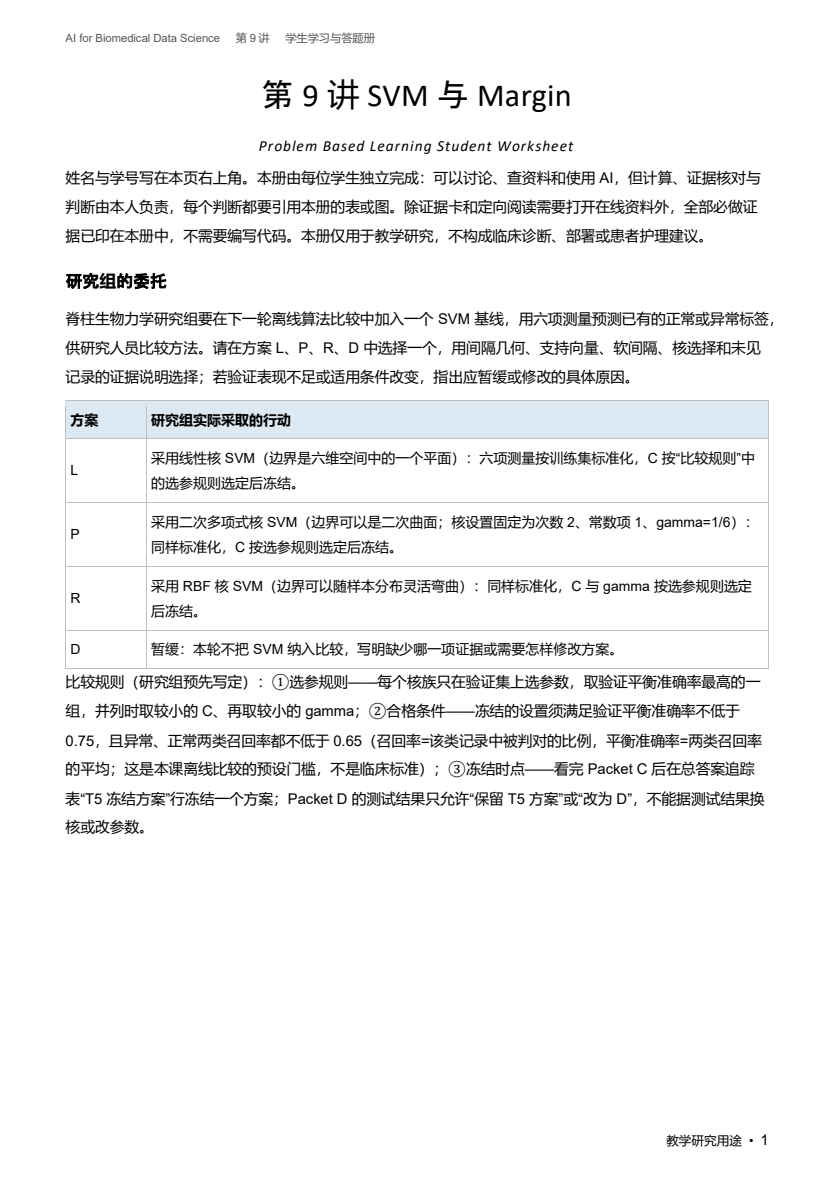 AI for Biomedical Data Science 第 9 讲 学生学习与答题册
第 9 讲 SVM 与 Margin
Problem Based Learning Student Worksheet
姓名与学号写在本页右上角。本册由每位学生独立完成：可以讨论、查资料和使用 AI，但计算、证据核对与
判断由本人负责，每个判断都要引用本册的表或图。除证据卡和定向阅读需要打开在线资料外，全部必做证
据已印在本册中，不需要编写代码。本册仅用于教学研究，不构成临床诊断、部署或患者护理建议。
研究组的委托
脊柱生物力学研究组要在下一轮离线算法比较中加入一个 SVM 基线，用六项测量预测已有的正常或异常标签，
供研究人员比较方法。请在方案 L、P、R、D 中选择一个，用间隔几何、支持向量、软间隔、核选择和未见
记录的证据说明选择；若验证表现不足或适用条件改变，指出应暂缓或修改的具体原因。
方案 研究组实际采取的行动
L 采用线性核 SVM（边界是六维空间中的一个平面）：六项测量按训练集标准化，C 按“比较规则”中
的选参规则选定后冻结。
P 采用二次多项式核 SVM（边界可以是二次曲面；核设置固定为次数 2、常数项 1、gamma=1/6）：
同样标准化，C 按选参规则选定后冻结。
R 采用 RBF 核 SVM（边界可以随样本分布灵活弯曲）：同样标准化，C 与 gamma 按选参规则选定
后冻结。
D 暂缓：本轮不把 SVM 纳入比较，写明缺少哪一项证据或需要怎样修改方案。
比较规则（研究组预先写定）：①选参规则——每个核族只在验证集上选参数，取验证平衡准确率最高的一
组，并列时取较小的 C、再取较小的 gamma；②合格条件——冻结的设置须满足验证平衡准确率不低于
0.75，且异常、正常两类召回率都不低于 0.65（召回率=该类记录中被判对的比例，平衡准确率=两类召回率
的平均；这是本课离线比较的预设门槛，不是临床标准）；③冻结时点——看完 Packet C 后在总答案追踪
表“T5 冻结方案”行冻结一个方案；Packet D 的测试结果只允许“保留 T5 方案”或“改为 D”，不能据测试结果换
核或改参数。
教学研究用途 • 1